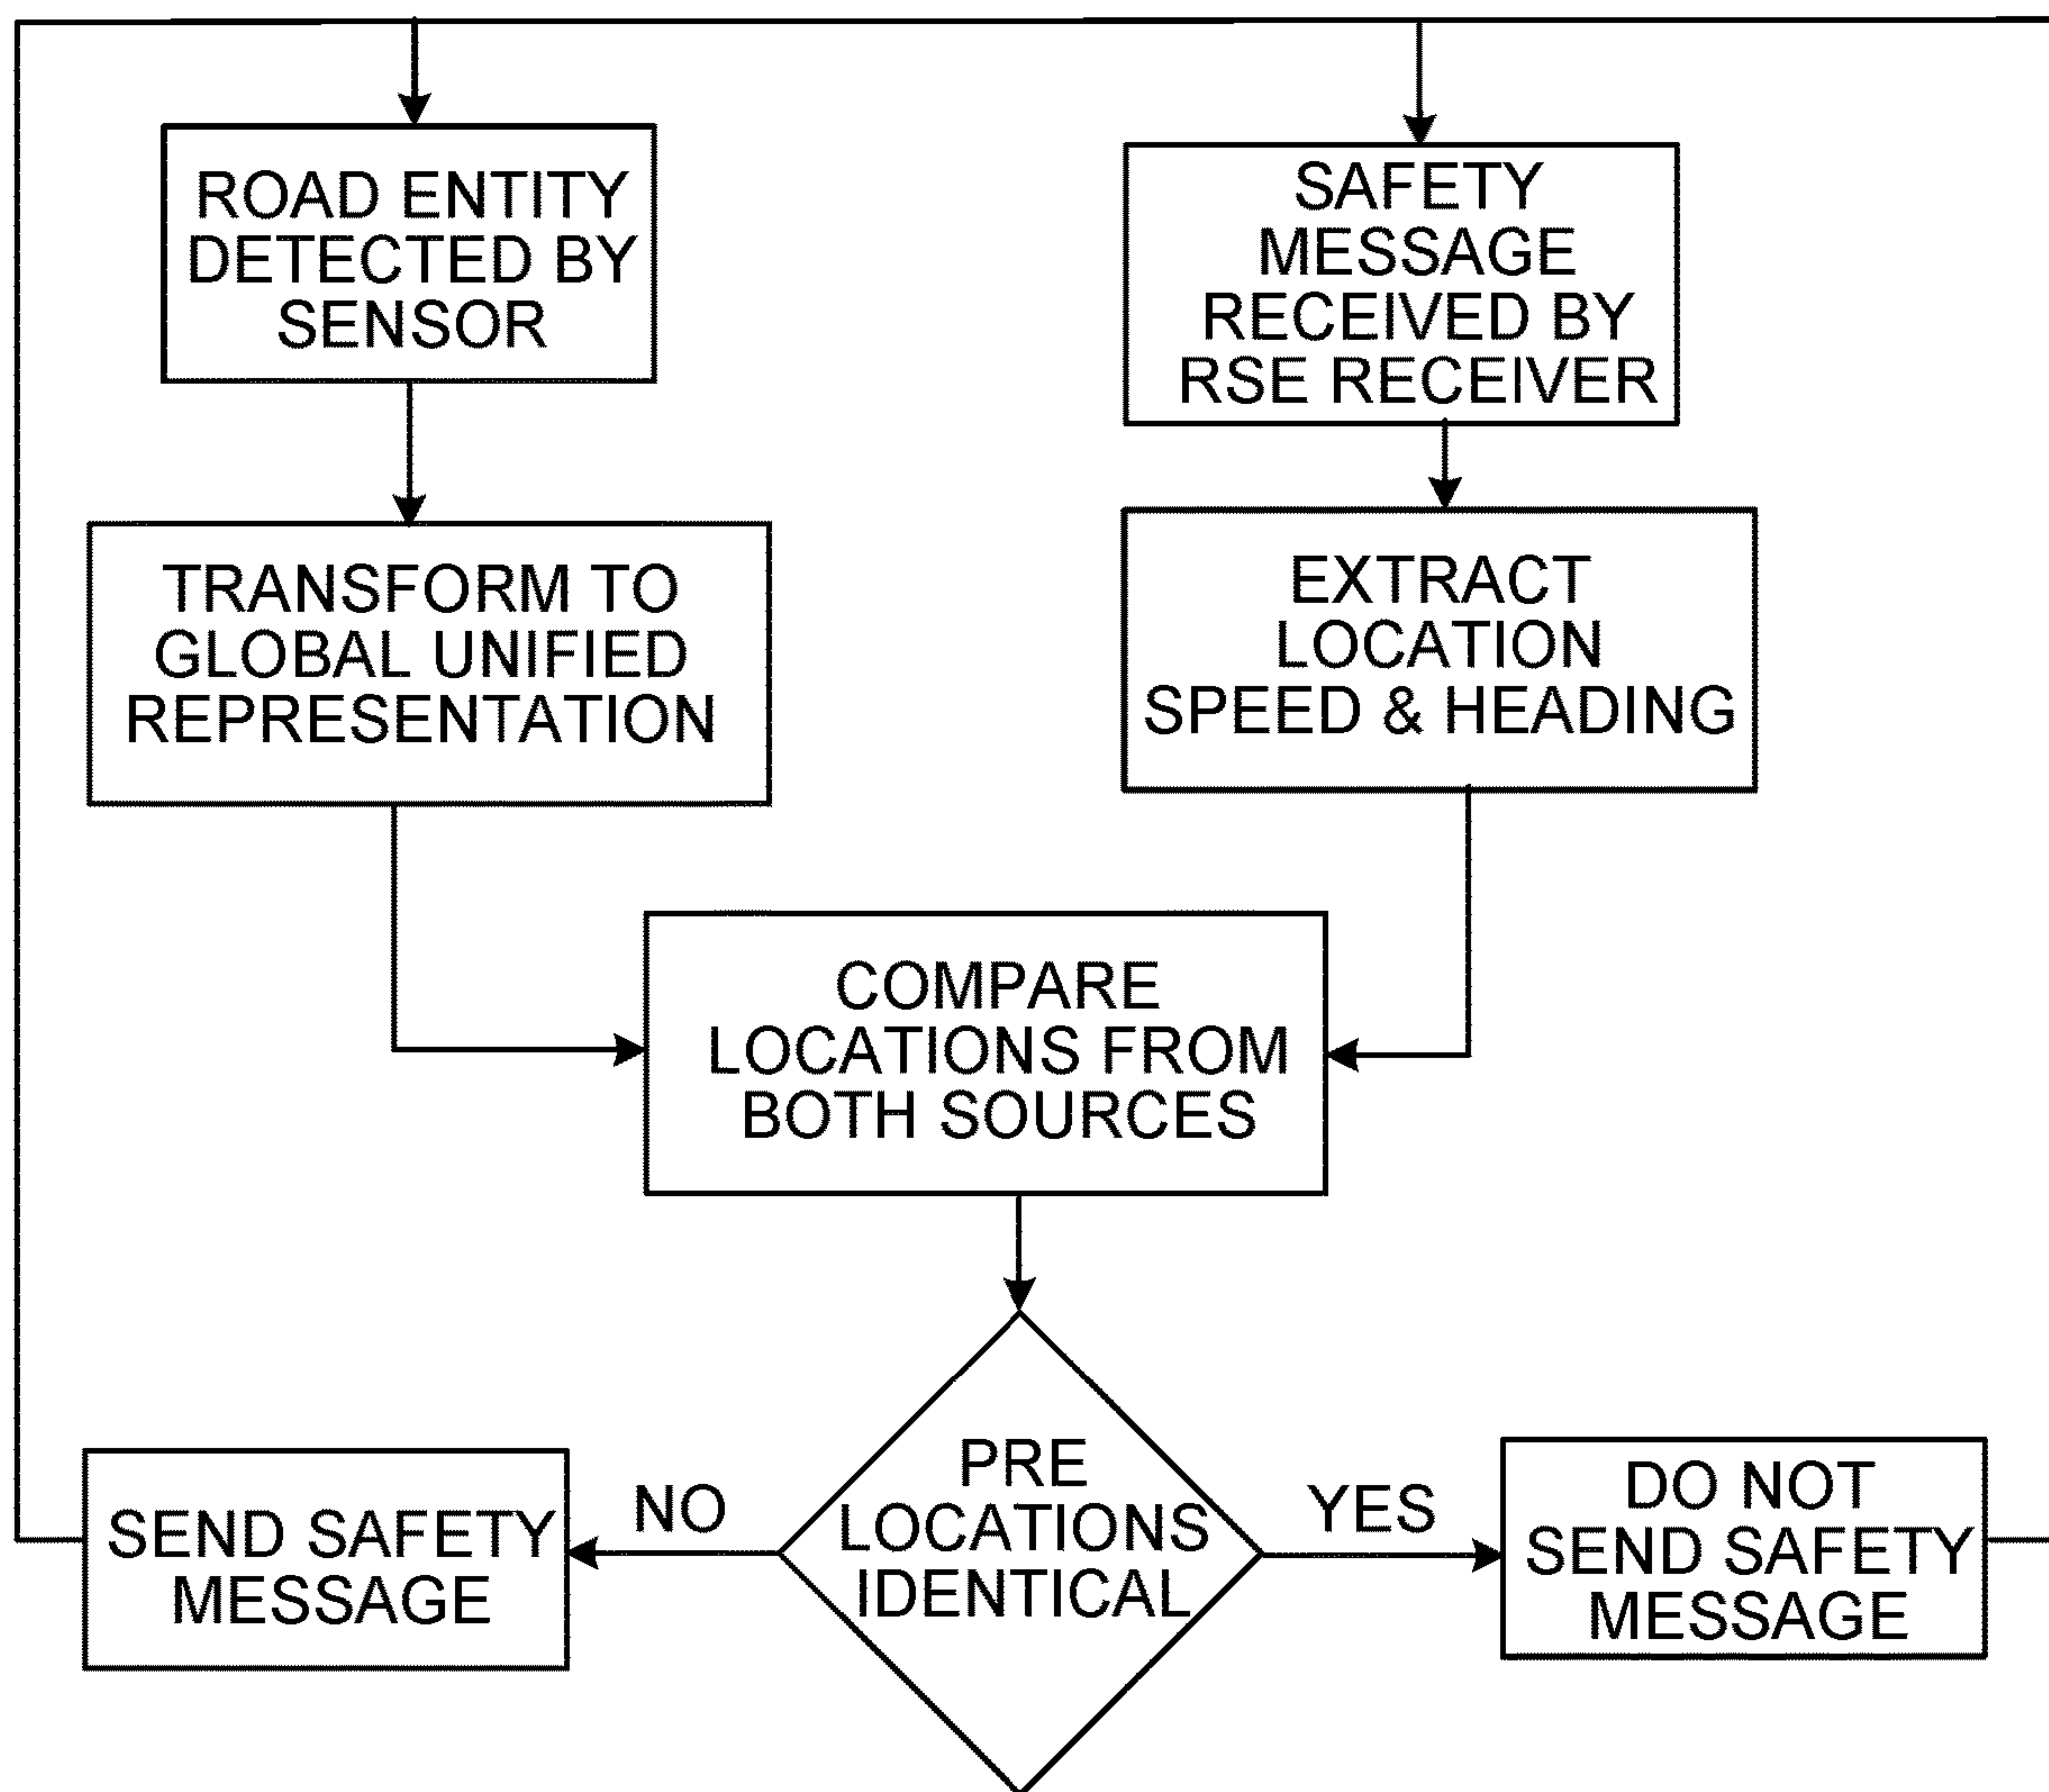 ROAD ENTITY
DETECTED BY
SENSOR
SAFETY
MESSAGE
RECEIVED BY
RSE RECEIVER
TRANSFORM TO
GLOBAL UNIFIED
REPRESENTATION
EXTRACT
LOCATION
SPEED & HEADING
COMPARE
LOCATIONS FROM
BOTH SOURCES
PRE
LOCATIONS
IDENTICAL
NO
YES
SEND SAFETY
MESSAGE
DO NOT
SEND SAFETY
MESSAGE